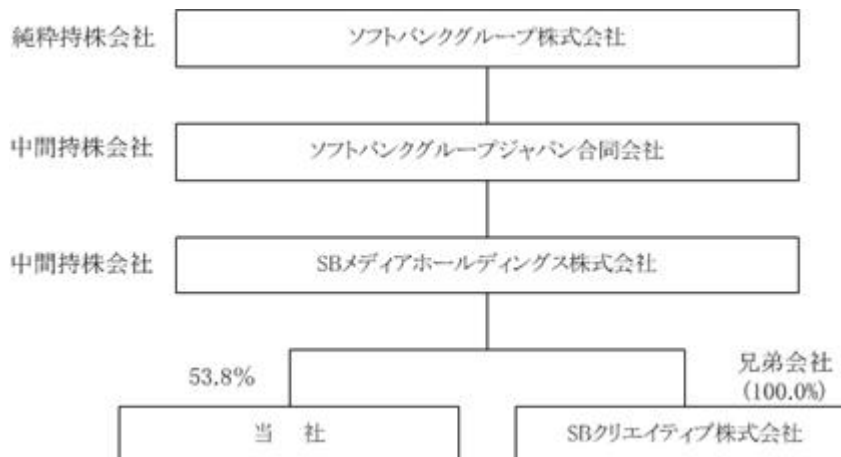 純粋持株会社 ソフトバンクグループ株式会社
中間持株会社 ソフトバンクグループジャパン合同会社
中間持株会社 SBメディアホールディングス株式会社
53.8%
兄弟会社
(100.0%)
当 社
SBクリエイティブ株式会社